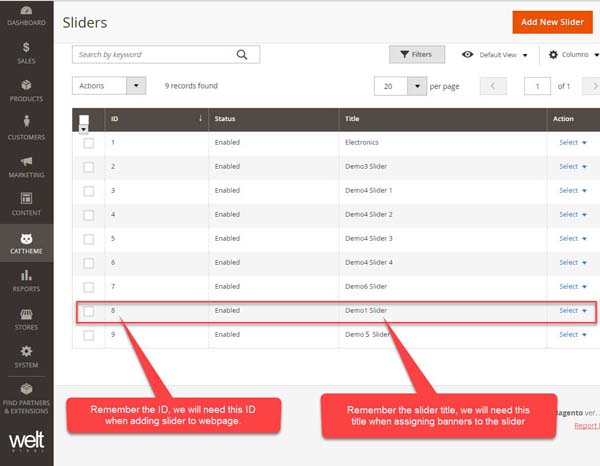 DASHBOARD
SALES
PRODUCTS
CUSTOMERS
MARKETING
CONTENT
CATTHEME
REPORTS
STORES
SYSTEM
FIND PARTNERS
& EXTENSIONS
welt
PIXEL
Sliders
Add New Slider
Search by keyword
Filters
Default View
Columns
Actions
9 records found
20
per page
1
of 1
ID ↓ Status Title Action
1 Enabled Electronics Select
2 Enabled Demo3 Slider Select
3 Enabled Demo4 Slider 1 Select
4 Enabled Demo4 Slider 2 Select
5 Enabled Demo4 Slider 3 Select
6 Enabled Demo4 Slider 4 Select
7 Enabled Demo6 Slider Select
8 Enabled Demo1 Slider Select
9 Enabled Demo 5 Slider Select
Remember the ID, we will need this ID
when adding slider to webpage.
Remember the slider title, we will need this
title when assigning banners to the slider
agento ver.
Report